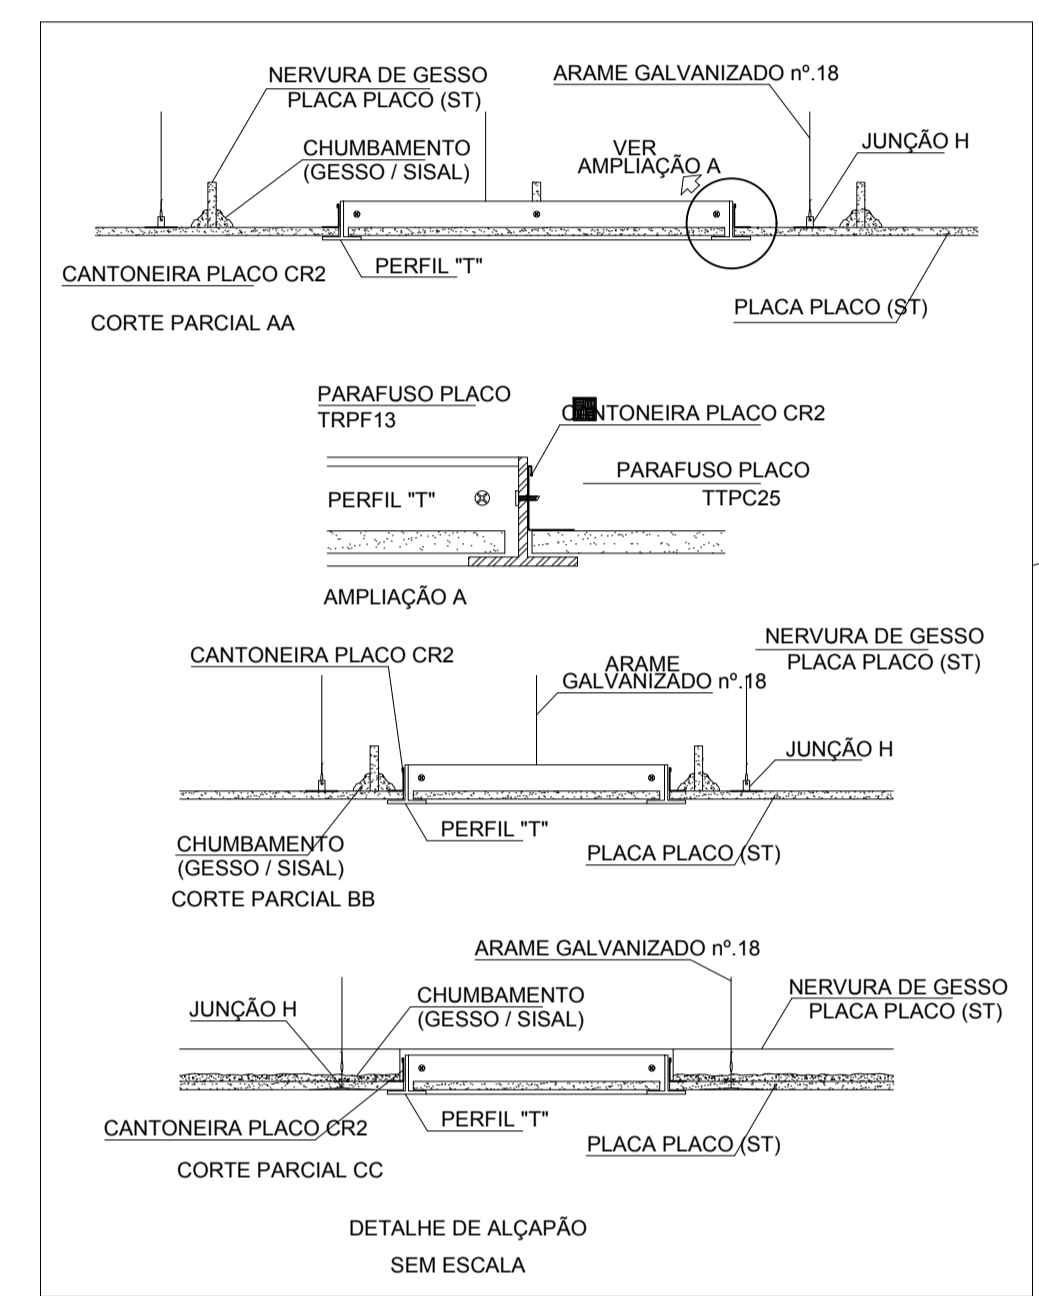 NERVURA DE GESSO
PLACA PLACO (ST)
ARAME GALVANIZADO nº.18
CHUMBAMENTO
(GESSO / SISAL)
VER
AMPLIAÇÃO A
JUNÇÃO H
CANTONEIRA PLACO CR2
PERFIL "T"
PLACA PLACO (ST)
CORTE PARCIAL AA
PARAFUSO PLACO
TRPF13
CANTONEIRA PLACO CR2
PARAFUSO PLACO
TTPC25
PERFIL "T"
AMPLIAÇÃO A
CANTONEIRA PLACO CR2
ARAME
GALVANIZADO nº.18
NERVURA DE GESSO
PLACA PLACO (ST)
JUNÇÃO H
PERFIL "T"
CHUMBAMENTO
(GESSO / SISAL)
PLACA PLACO (ST)
CORTE PARCIAL BB
ARAME GALVANIZADO nº.18
JUNÇÃO H
CHUMBAMENTO
(GESSO / SISAL)
NERVURA DE GESSO
PLACA PLACO (ST)
CANTONEIRA PLACO CR2
PERFIL "T"
PLACA PLACO (ST)
CORTE PARCIAL CC
DETALHE DE ALÇAPÃO
SEM ESCALA